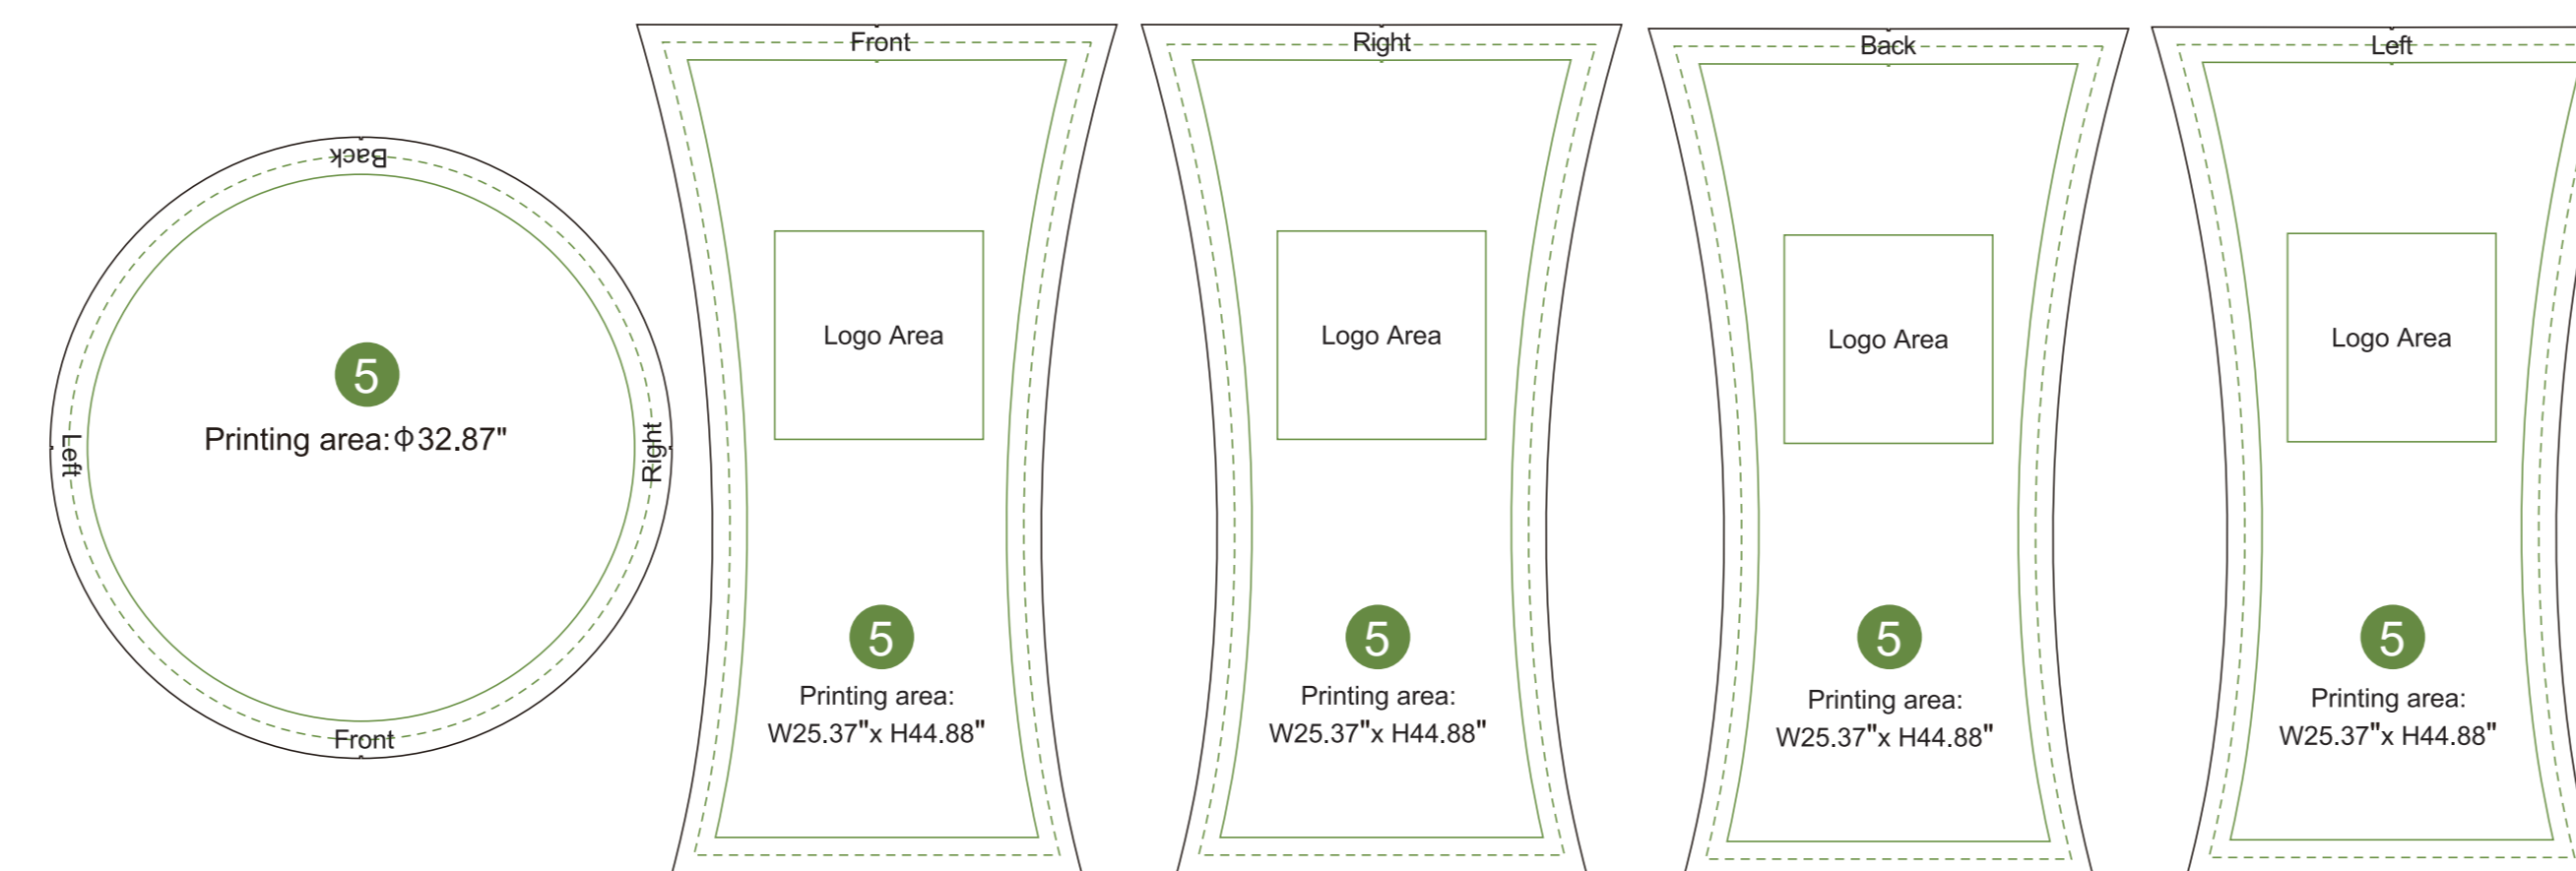 Back
Left
5
Printing area:Φ32.87"
Right
Front
Front
Logo Area
5
Printing area:
W25.37"x H44.88"
Right
Logo Area
5
Printing area:
W25.37"x H44.88"
Back
Logo Area
5
Printing area:
W25.37"x H44.88"
Left
Logo Area
5
Printing area:
W25.37"x H44.88"